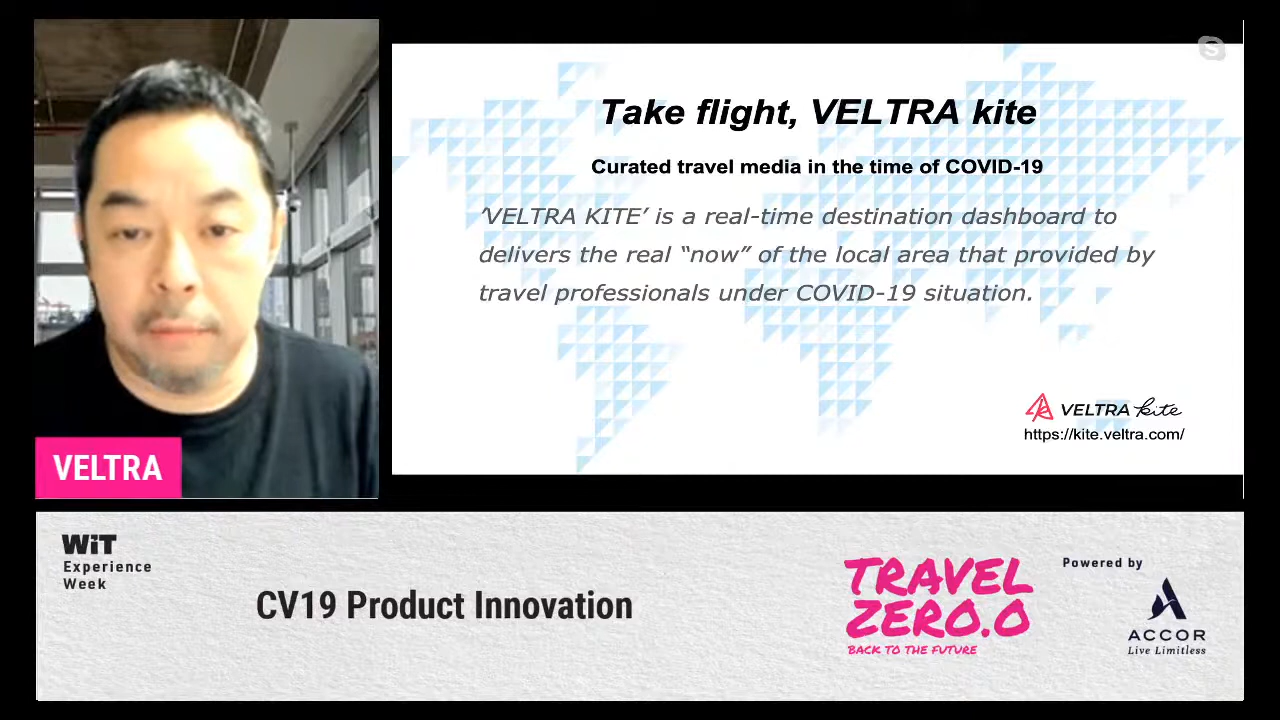 Take flight, VELTRA kite
Curated travel media in the time of COVID-19
‘VELTRA KITE’ is a real-time destination dashboard to
delivers the real “now” of the local area that provided by
travel professionals under COVID-19 situation.
VELTRA kite
https://kite.veltra.com/
VELTRA
WiT
Experience
Week
CV19 Product Innovation
TRAVEL
ZERO.O
BACK TO THE FUTURE
Powered by
ACCOR
Live Limitless